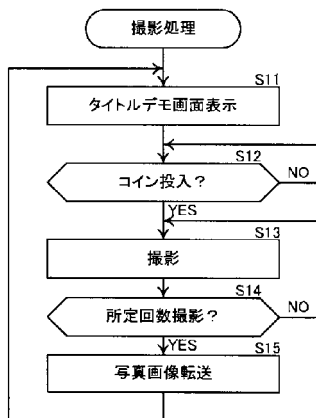 撮影処理
S11
タイトルデモ画面表示
S12
コイン投入?
NO
YES
S13
撮影
S14
所定回数撮影?
NO
YES
S15
写真画像転送